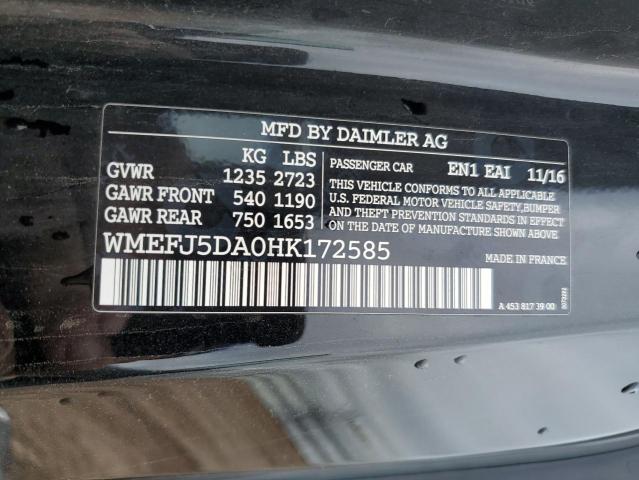 MFD BY DAIMLER AG
KG LBS
GVWR 1235 2723
GAWR FRONT 540 1190
GAWR REAR 750 1653
PASSENGER CAR EN1 EAI 11/16
THIS VEHICLE CONFORMS TO ALL APPLICABLE
U.S. FEDERAL MOTOR VEHICLE SAFETY,BUMPER
AND THEFT PREVENTION STANDARDS IN EFFECT
ON THE DATE OF MANUFACTURE SHOWN ABOVE.
WMEFJ5DA0HK172585
MADE IN FRANCE
A 453 817 39 00